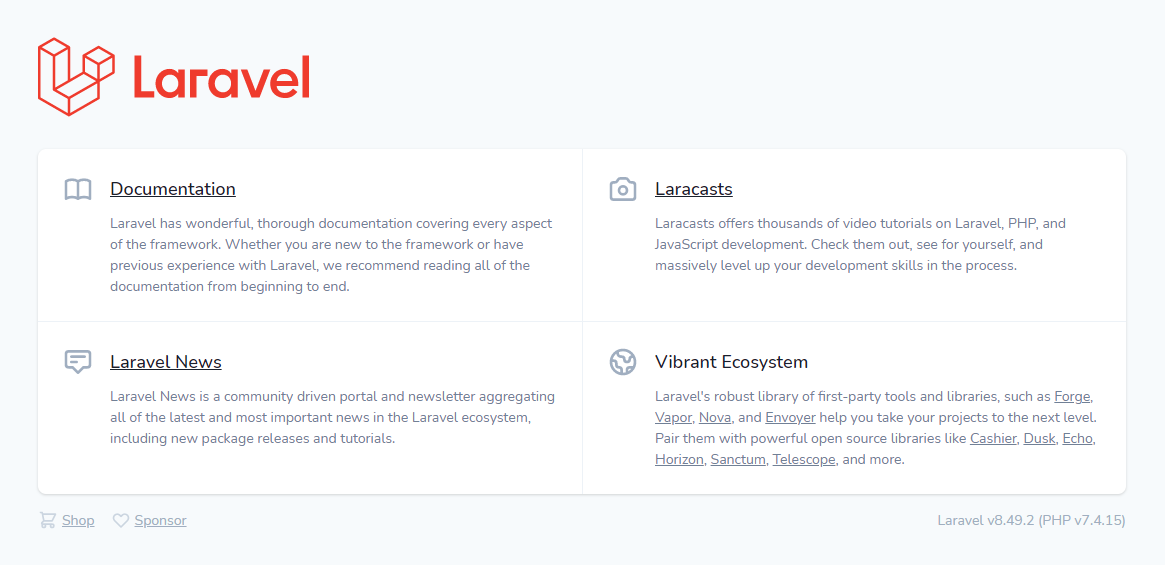 Laravel
Documentation
Laravel has wonderful, thorough documentation covering every aspect
of the framework. Whether you are new to the framework or have
previous experience with Laravel, we recommend reading all of the
documentation from beginning to end.
Laracasts
Laracasts offers thousands of video tutorials on Laravel, PHP, and
JavaScript development. Check them out, see for yourself, and
massively level up your development skills in the process.
Laravel News
Laravel News is a community driven portal and newsletter aggregating
all of the latest and most important news in the Laravel ecosystem,
including new package releases and tutorials.
Vibrant Ecosystem
Laravel's robust library of first-party tools and libraries, such as Forge,
Vapor, Nova, and Envoyer help you take your projects to the next level.
Pair them with powerful open source libraries like Cashier, Dusk, Echo,
Horizon, Sanctum, Telescope, and more.
Shop Sponsor Laravel v8.49.2 (PHP v7.4.15)